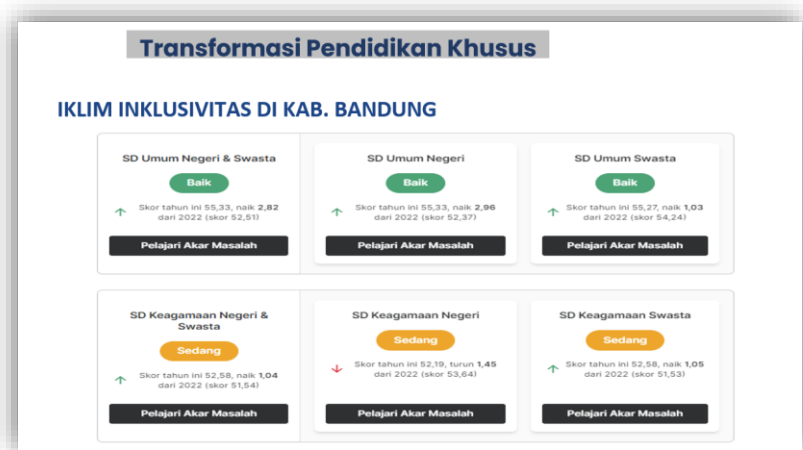 Transformasi Pendidikan Khusus
IKLIM INKLUSIVITAS DI KAB. BANDUNG
SD Umum Negeri & Swasta
Baik
Skor tahun ini 55,33, naik 2,82
dari 2022 (skor 52,51)
Pelajari Akar Masalah
SD Umum Negeri
Baik
Skor tahun ini 55,33, naik 2,96
dari 2022 (skor 52,37)
Pelajari Akar Masalah
SD Umum Swasta
Baik
Skor tahun ini 55,27, naik 1,03
dari 2022 (skor 54,24)
Pelajari Akar Masalah
SD Keagamaan Negeri &
Swasta
Sedang
Skor tahun ini 52,58, naik 1,04
dari 2022 (skor 51,54)
Pelajari Akar Masalah
SD Keagamaan Negeri
Sedang
Skor tahun ini 52,19, turun 1,45
dari 2022 (skor 53,64)
Pelajari Akar Masalah
SD Keagamaan Swasta
Sedang
Skor tahun ini 52,58, naik 1,05
dari 2022 (skor 51,53)
Pelajari Akar Masalah